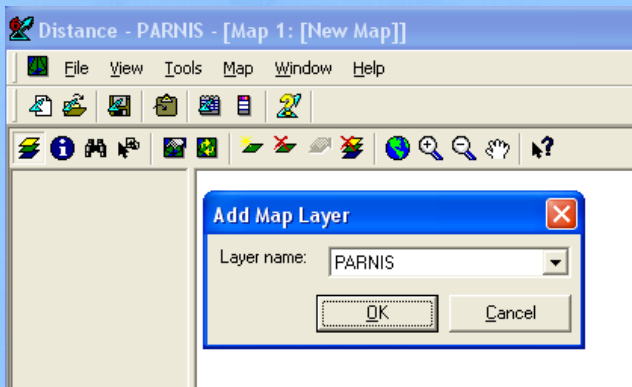 Distance - PARNIS - [Map 1: [New Map]]
File View Tools Map Window Help
Add Map Layer
Layer name: PARNIS
OK Cancel